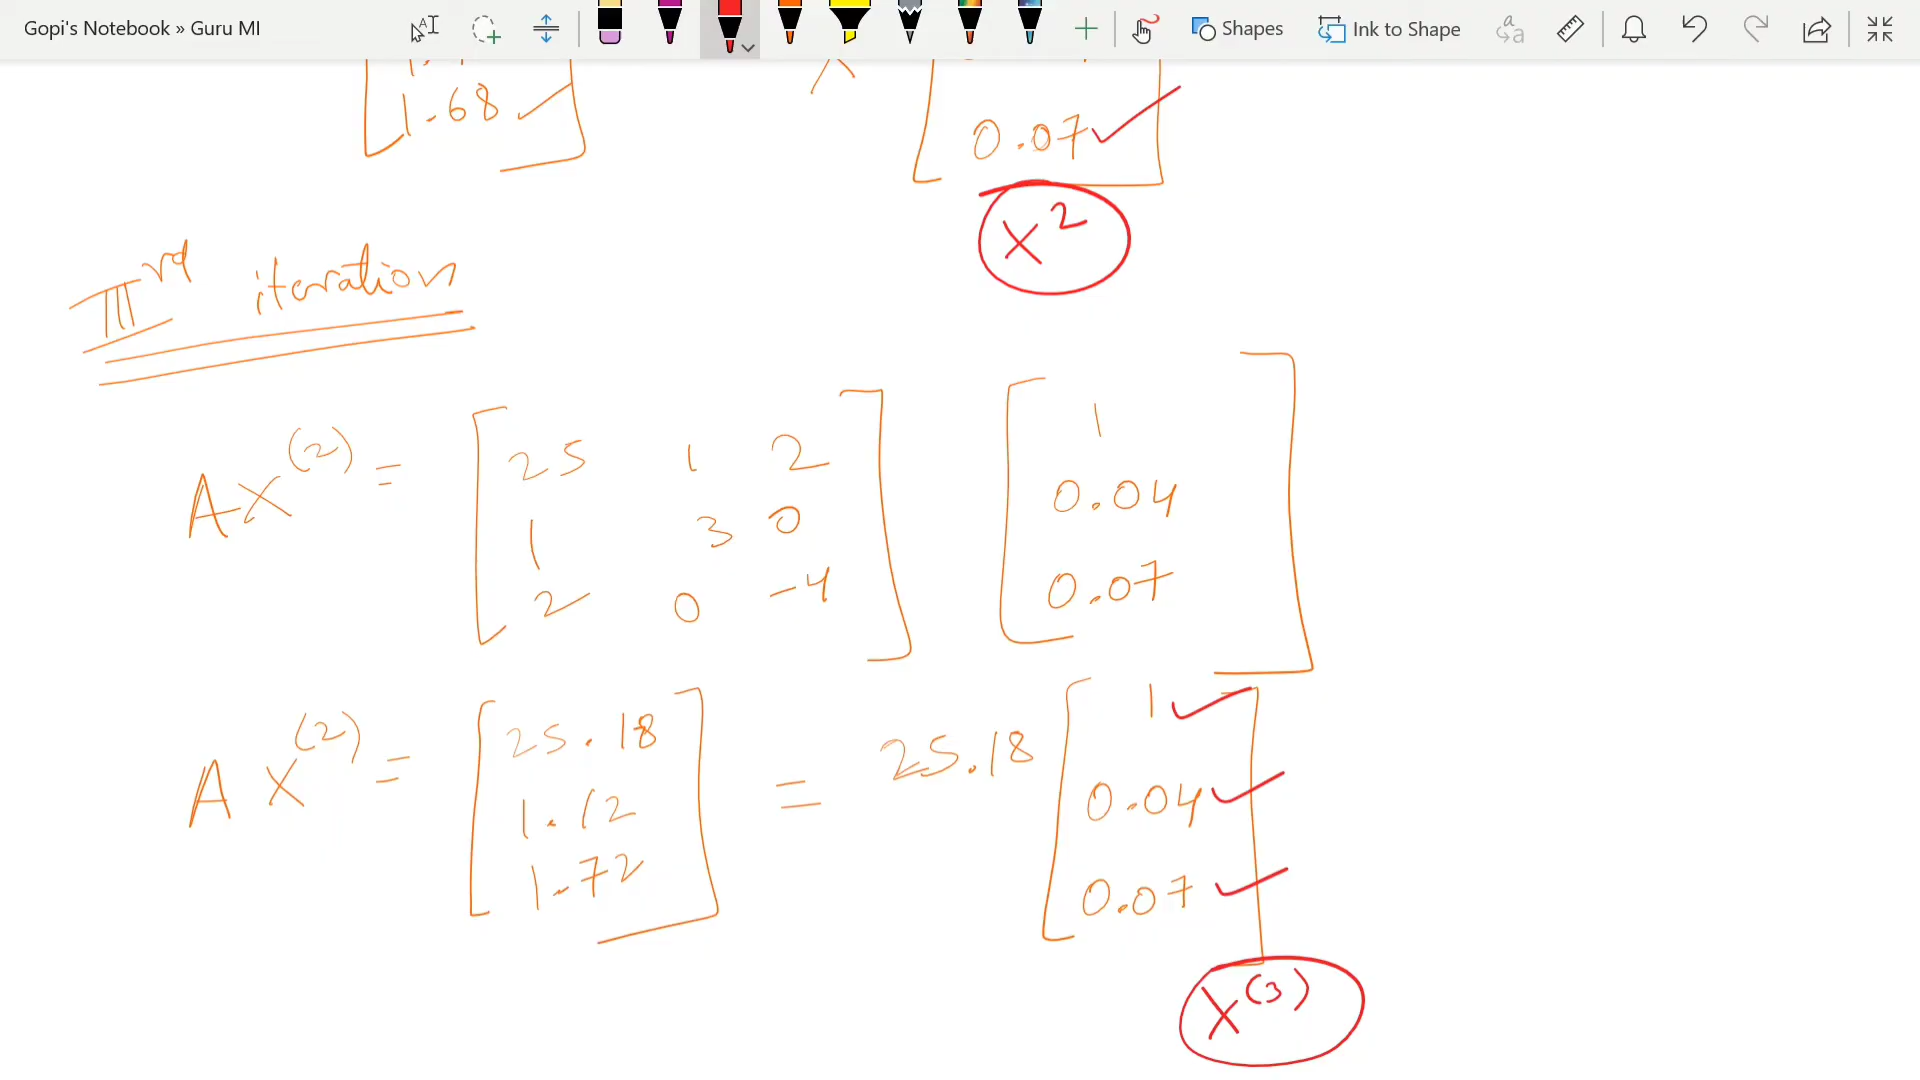 Gopi's Notebook » Guru MI
Shapes
Ink to Shape
1.68
0.07
X²
IIIrd iteration
AX⁽²⁾ = [ 25 1 2 [ 1
1 3 0 0.04
2 0 -4 ] 0.07 ]
A X⁽²⁾ = [ 25.18 = 25.18 [ 1
1.12 0.04
1.72 ] 0.07 ]
X⁽³⁾